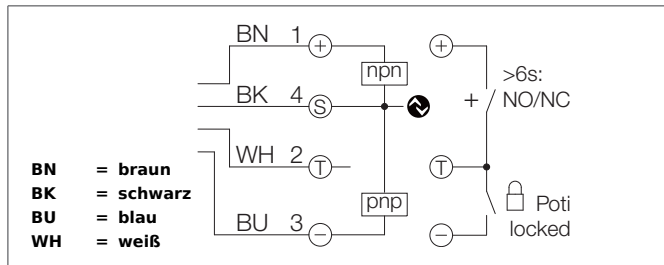 BN 1 + +
npn >6s:
BK 4 S + NO/NC
WH 2 T T
BN = braun
BK = schwarz pnp Poti
BU = blau BU 3 − − locked
WH = weiß